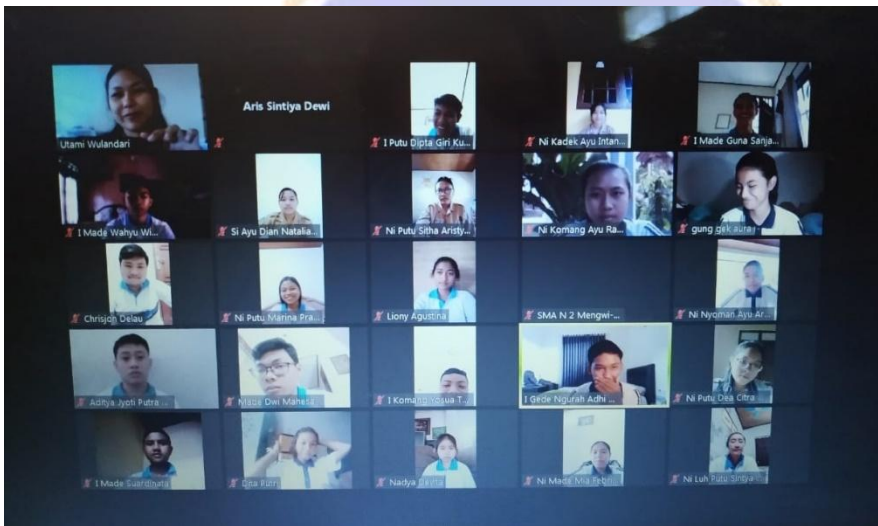 Utami Wulandari
Aris Sintiya Dewi
I Putu Dipta Giri Ku...
Ni Kadek Ayu Intan...
I Made Guna Sanja...
I Made Wahyu Wi...
Si Ayu Djan Natalia...
Ni Putu Sitha Aristy...
Ni Komang Ayu Ra...
gung gek aura
Chrisjon Delau
Ni Putu Marina Pra...
Liony Agustina
SMA N 2 Mengwi-...
Ni Nyoman Ayu Ar...
Aditya Jyoti Putra ...
Made Dwi Mahesa...
I Komang Yosua T...
I Gede Ngurah Adhi ...
Ni Putu Dea Citra
I Made Suardinata
Dita Putri
Nadya Davita
Ni Made Mia Febri...
Ni Luh Putu Sintya